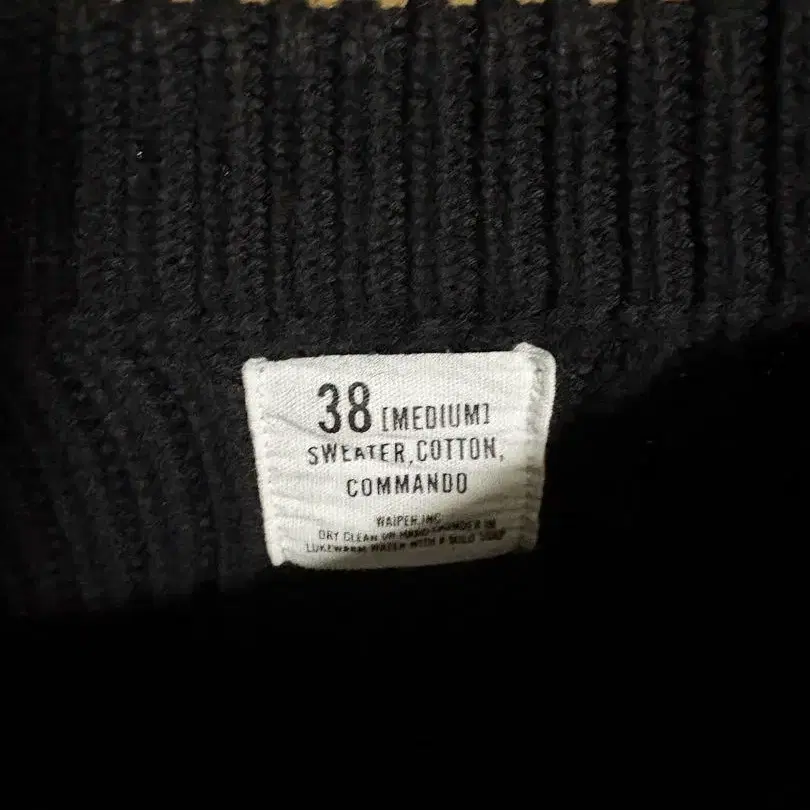 38 [MEDIUM]
SWEATER, COTTON,
COMMANDO
WAIPER.INC
DRY CLEAN OR HAND LAUNDER IN
LUKEWARM WATER WITH A MILD SOAP